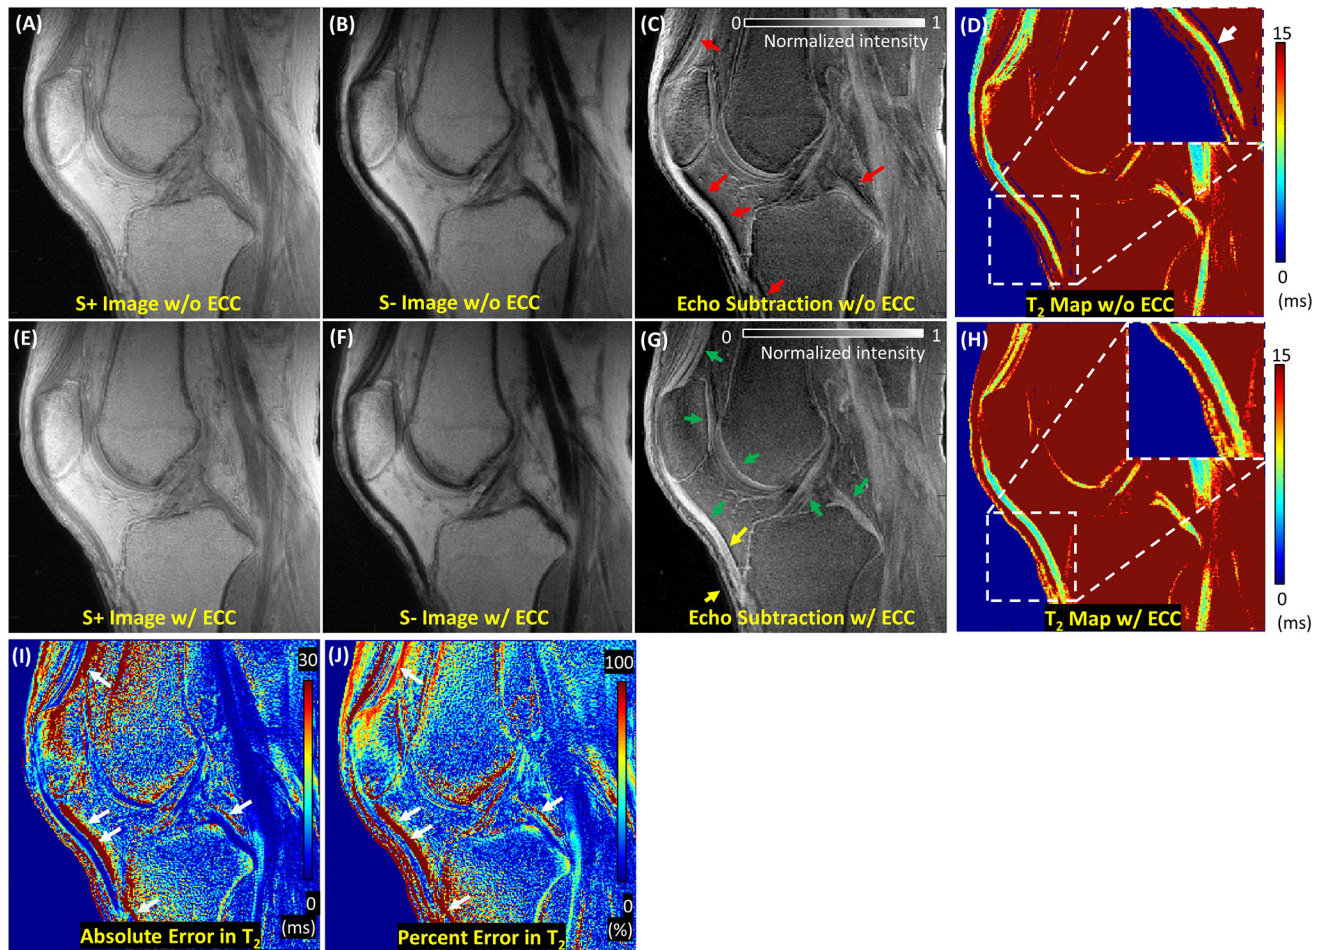 (A)
S+ Image w/o ECC
(B)
S- Image w/o ECC
(C)
0 1
Normalized intensity
Echo Subtraction w/o ECC
(D)
15
0
(ms)
T₂ Map w/o ECC
(E)
S+ Image w/ ECC
(F)
S- Image w/ ECC
(G)
0 1
Normalized intensity
Echo Subtraction w/ ECC
(H)
15
0
(ms)
T₂ Map w/ ECC
(I)
30
0
(ms)
Absolute Error in T₂
(J)
100
0
(%)
Percent Error in T₂